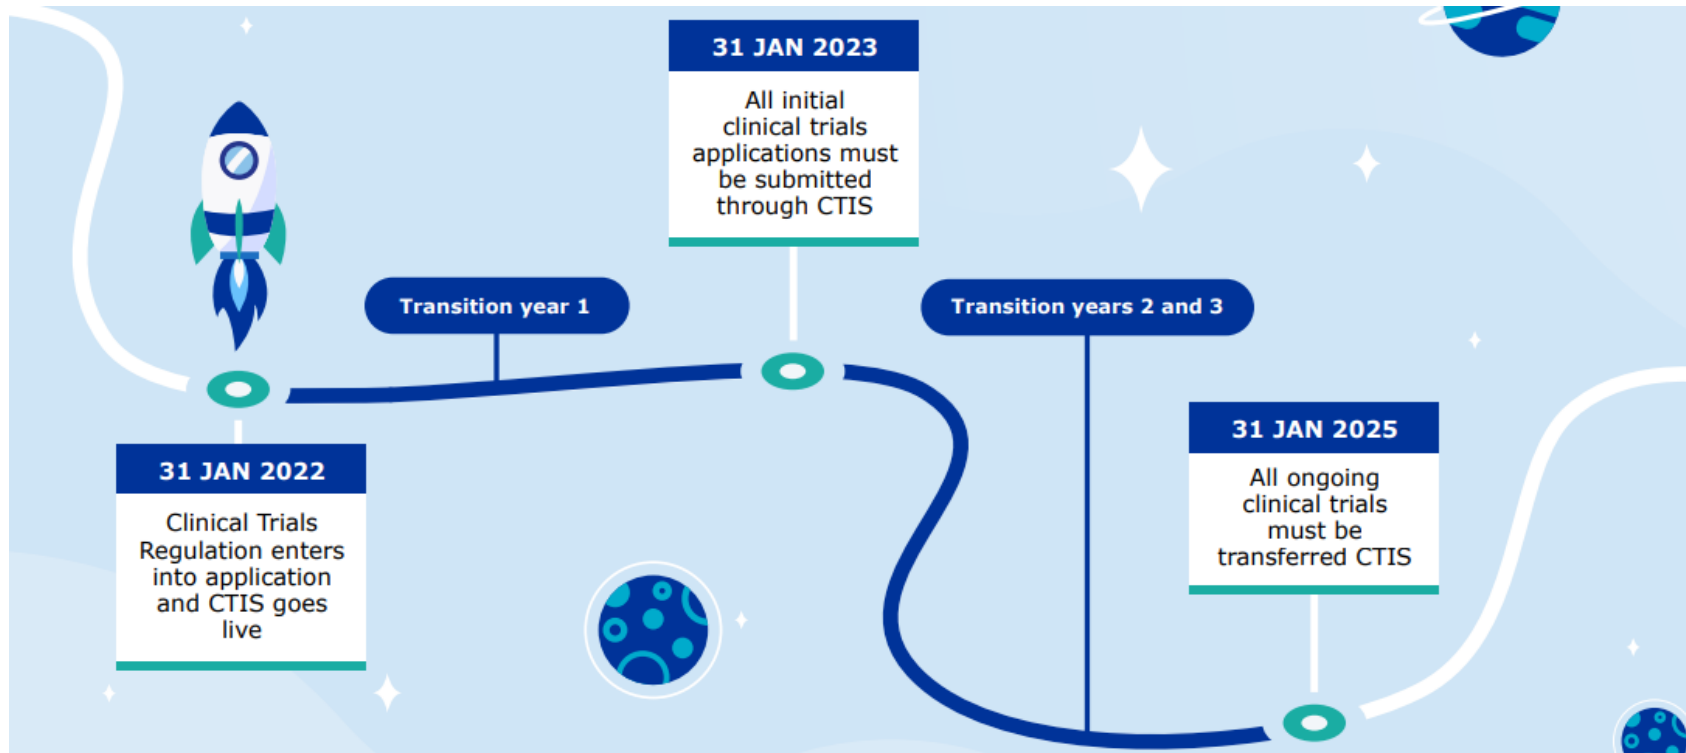 31 JAN 2022
Clinical Trials
Regulation enters
into application
and CTIS goes
live
Transition year 1
31 JAN 2023
All initial
clinical trials
applications must
be submitted
through CTIS
Transition years 2 and 3
31 JAN 2025
All ongoing
clinical trials
must be
transferred CTIS